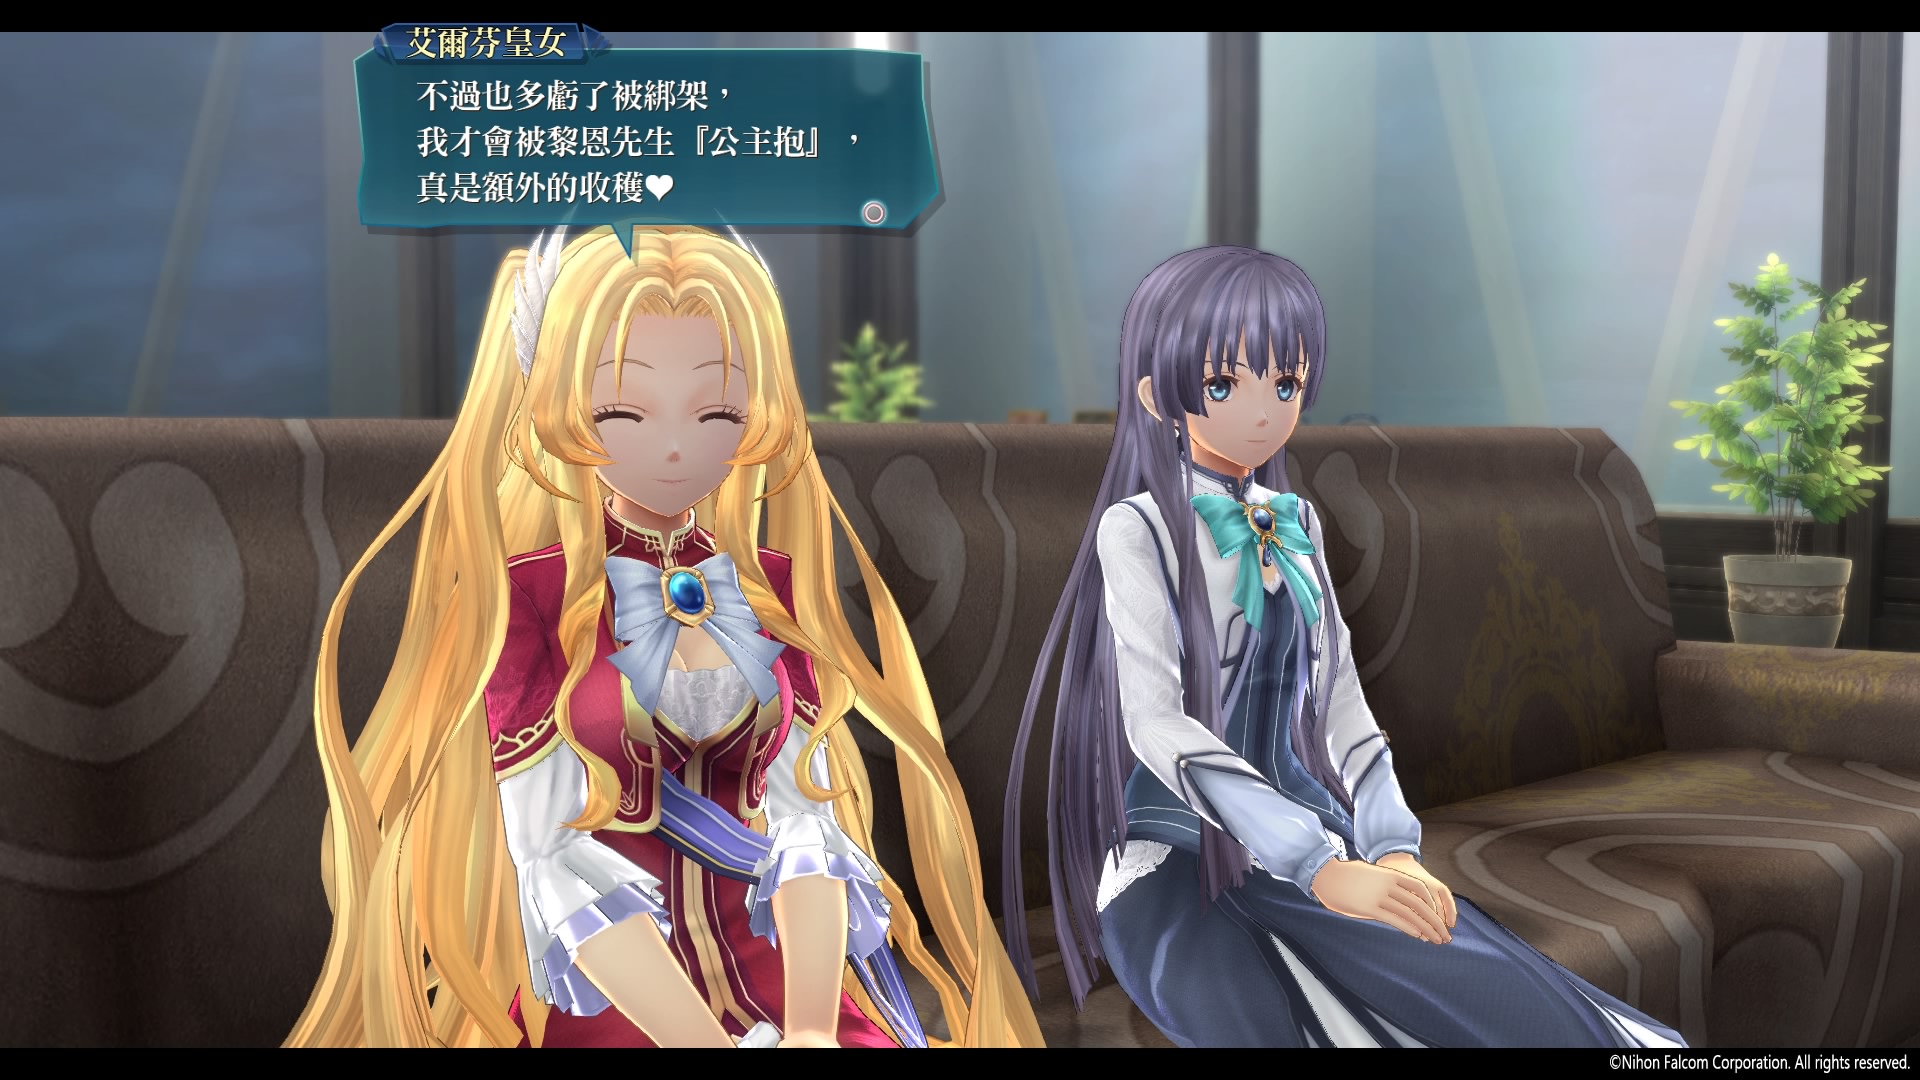 艾爾芬皇女
不過也多虧了被綁架，
我才會被黎恩先生『公主抱』，
真是額外的收穫♥
©Nihon Falcom Corporation. All rights reserved.